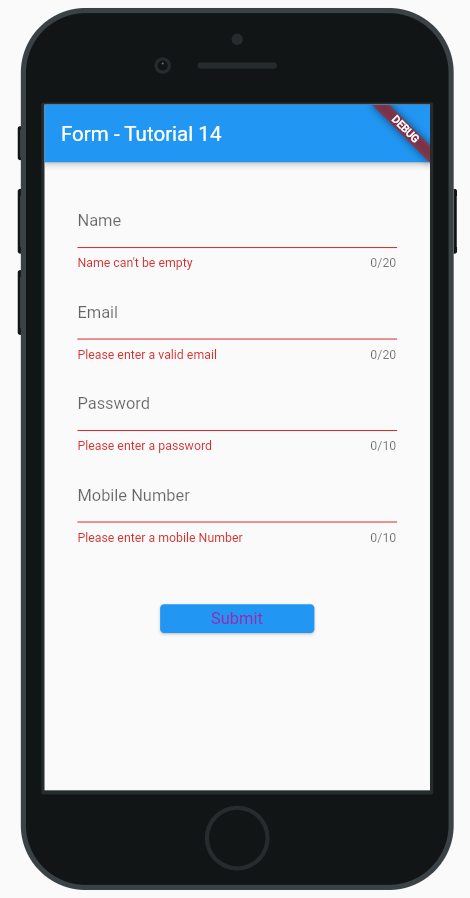 Form - Tutorial 14
DEBUG
Name
Name can't be empty 0/20
Email
Please enter a valid email 0/20
Password
Please enter a password 0/10
Mobile Number
Please enter a mobile Number 0/10
Submit